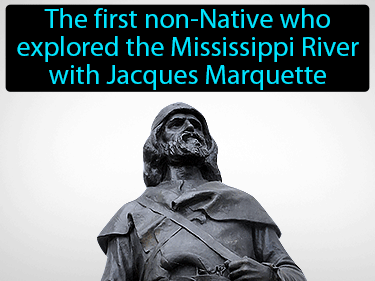 The first non-Native who
explored the Mississippi River
with Jacques Marquette